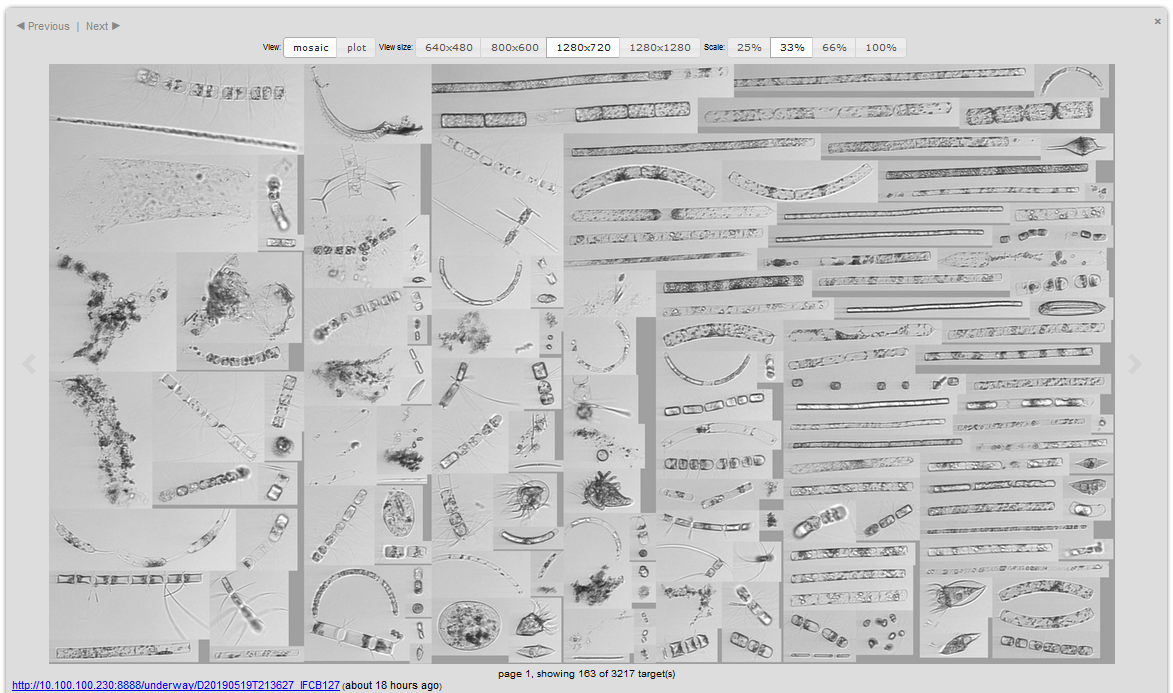 ◀ Previous | Next ▶
×
View: mosaic plot View size: 640x480 800x600 1280x720 1280x1280 Scale: 25% 33% 66% 100%
page 1, showing 163 of 3217 target(s)
http://10.100.100.230:8888/underway/D20190519T213627_IFCB127 (about 18 hours ago)